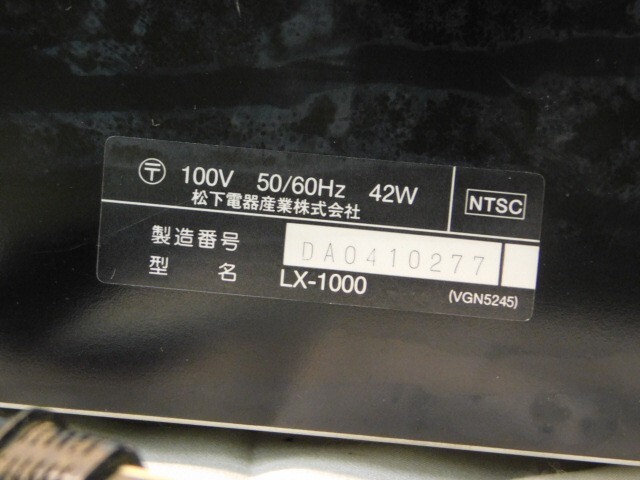 〒 100V 50/60Hz 42W
松下電器産業株式会社
NTSC
製造番号 DA0410277
型 名 LX-1000
(VGN5245)